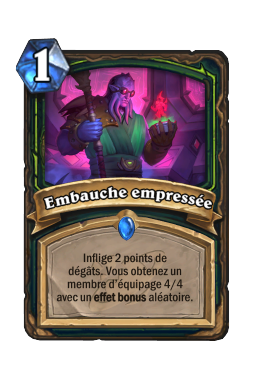 1
Embauche empressée
Inflige 2 points de
dégâts. Vous obtenez un
membre d'équipage 4/4
avec un effet bonus aléatoire.